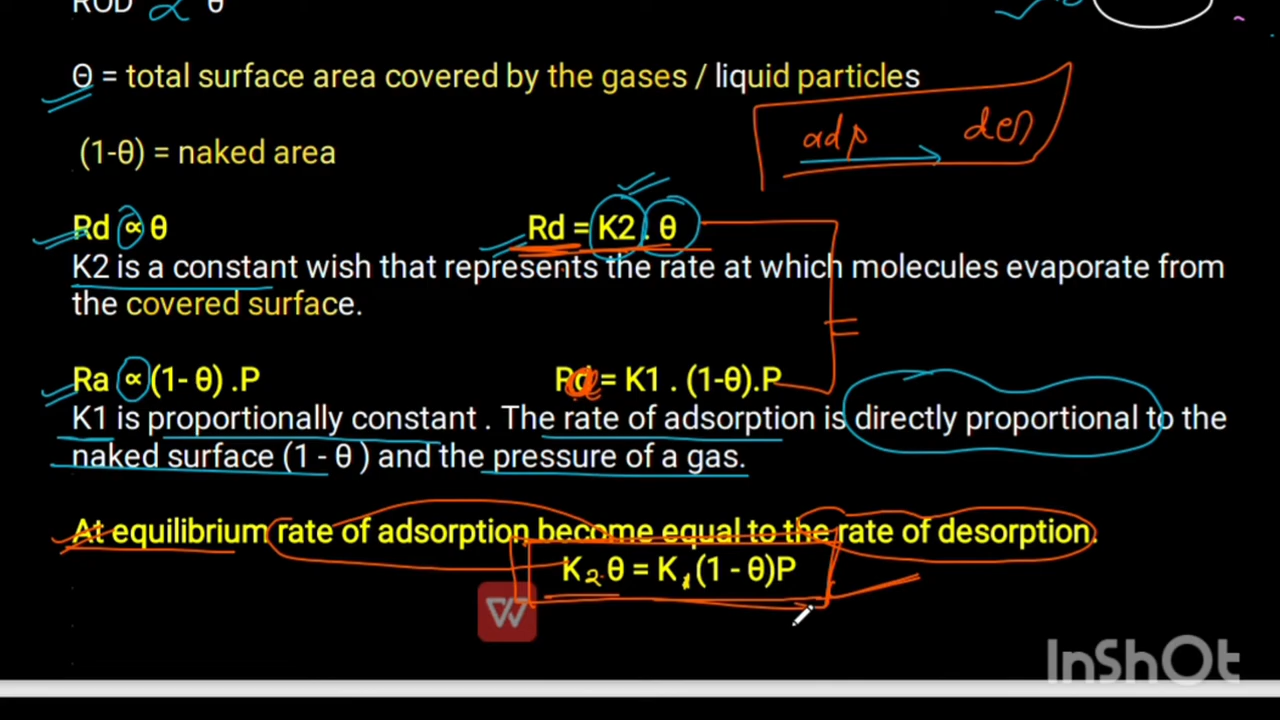 ROD ∝ θ
Θ = total surface area covered by the gases / liquid particles
adp → des
(1-θ) = naked area
Rd ∝ θ Rd = K2 . θ
K2 is a constant wish that represents the rate at which molecules evaporate from
the covered surface.
=
Ra ∝ (1- θ) .P Ra = K1 . (1-θ).P
K1 is proportionally constant . The rate of adsorption is directly proportional to the
naked surface (1 - θ ) and the pressure of a gas.
At equilibrium rate of adsorption become equal to the rate of desorption.
K2 θ = K1 (1 - θ)P
W
InShOt